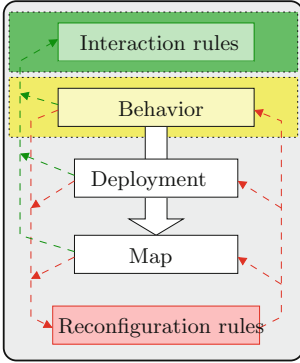 Interaction rules
Behavior
Deployment
Map
Reconfiguration rules